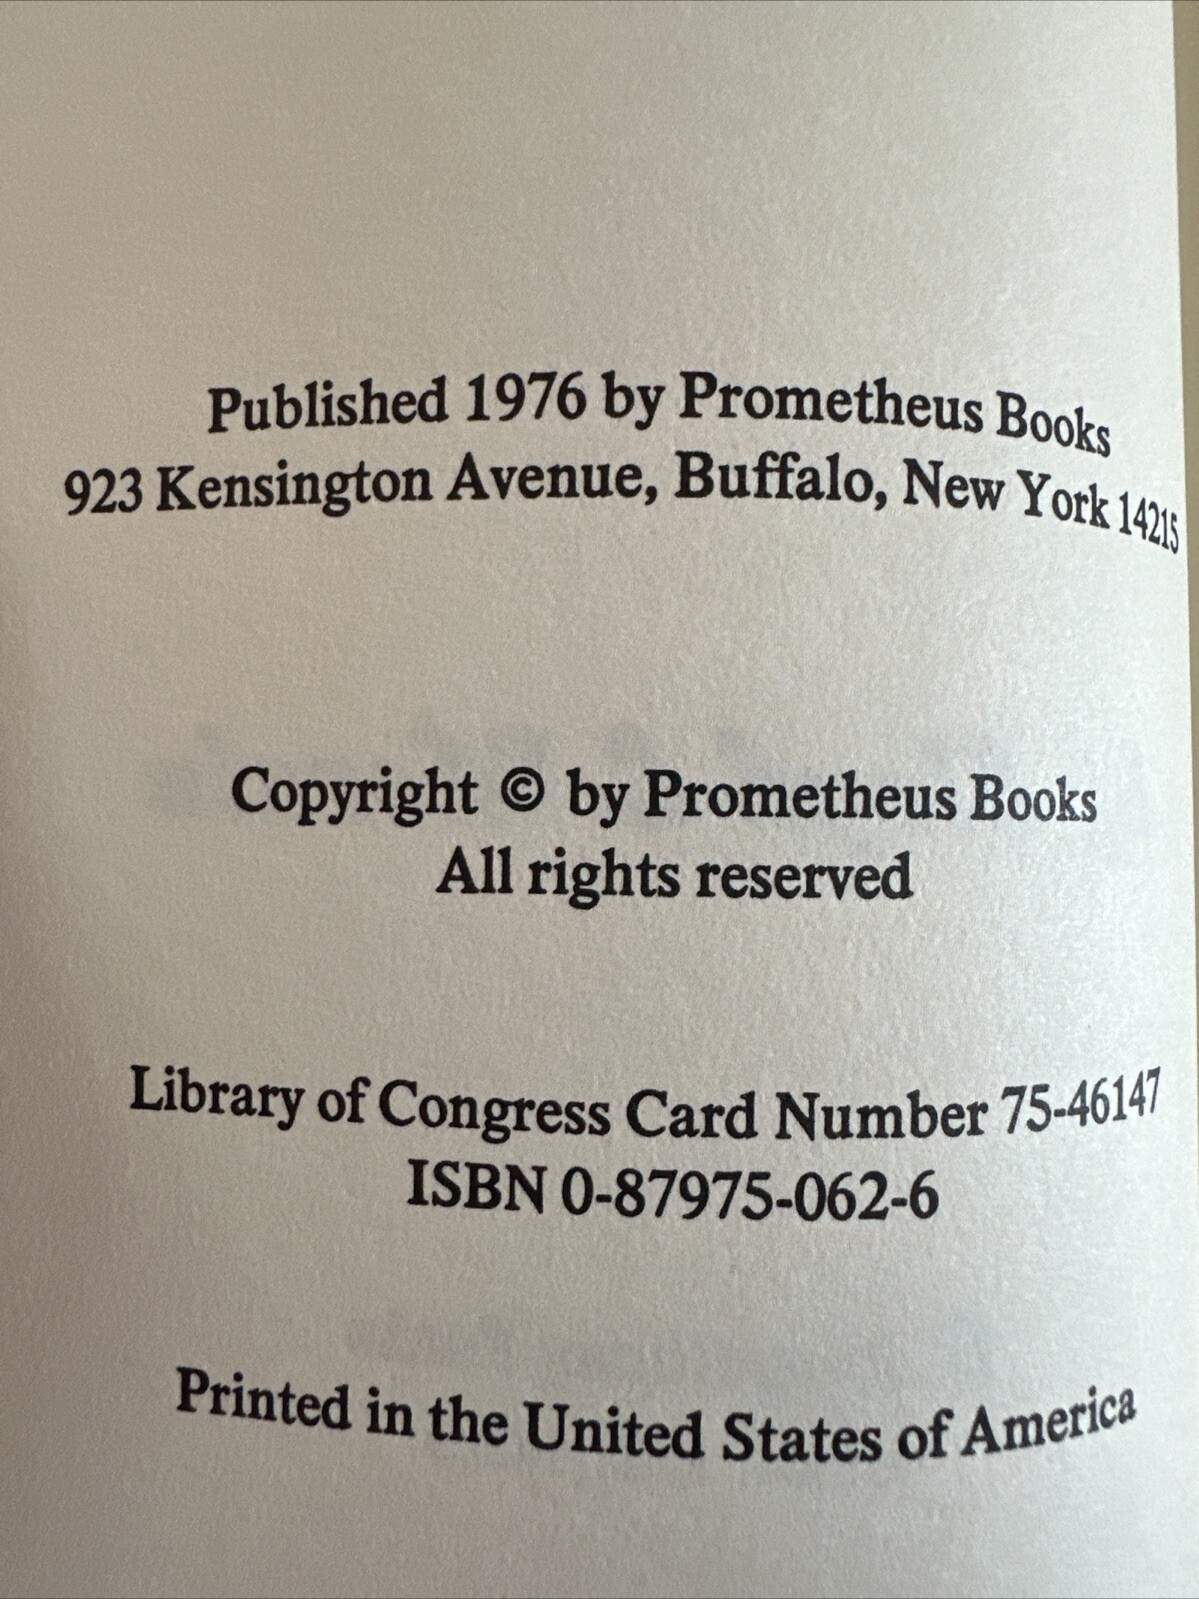 Published 1976 by Prometheus Books
923 Kensington Avenue, Buffalo, New York 14215
Copyright © by Prometheus Books
All rights reserved
Library of Congress Card Number 75-46147
ISBN 0-87975-062-6
Printed in the United States of America